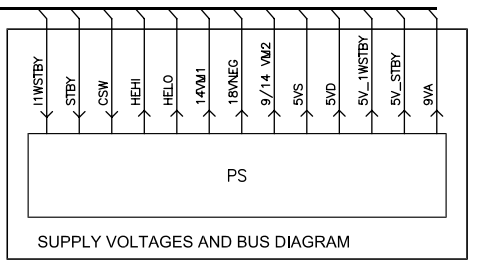 I1WSTBY
STBY
CSW
HEHI
HELO
14VM1
18VNEG
9/14 VM2
5VS
5VD
5V_1WSTBY
5V_STBY
9VA
PS
SUPPLY VOLTAGES AND BUS DIAGRAM